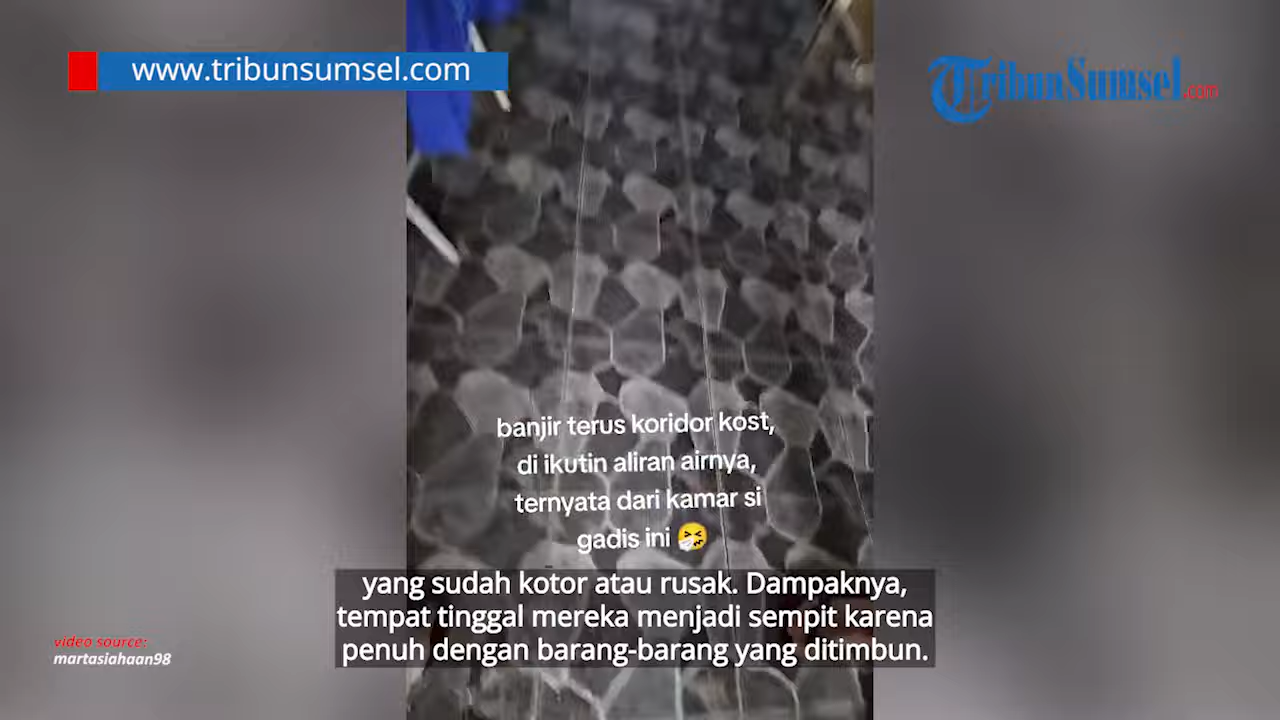 www.tribunsumsel.com
TribunSumsel.com
banjir terus koridor kost,
di ikutin aliran airnya,
ternyata dari kamar si
gadis ini 🤧
yang sudah kotor atau rusak. Dampaknya,
tempat tinggal mereka menjadi sempit karena
penuh dengan barang-barang yang ditimbun.
video source:
martasiahaan98